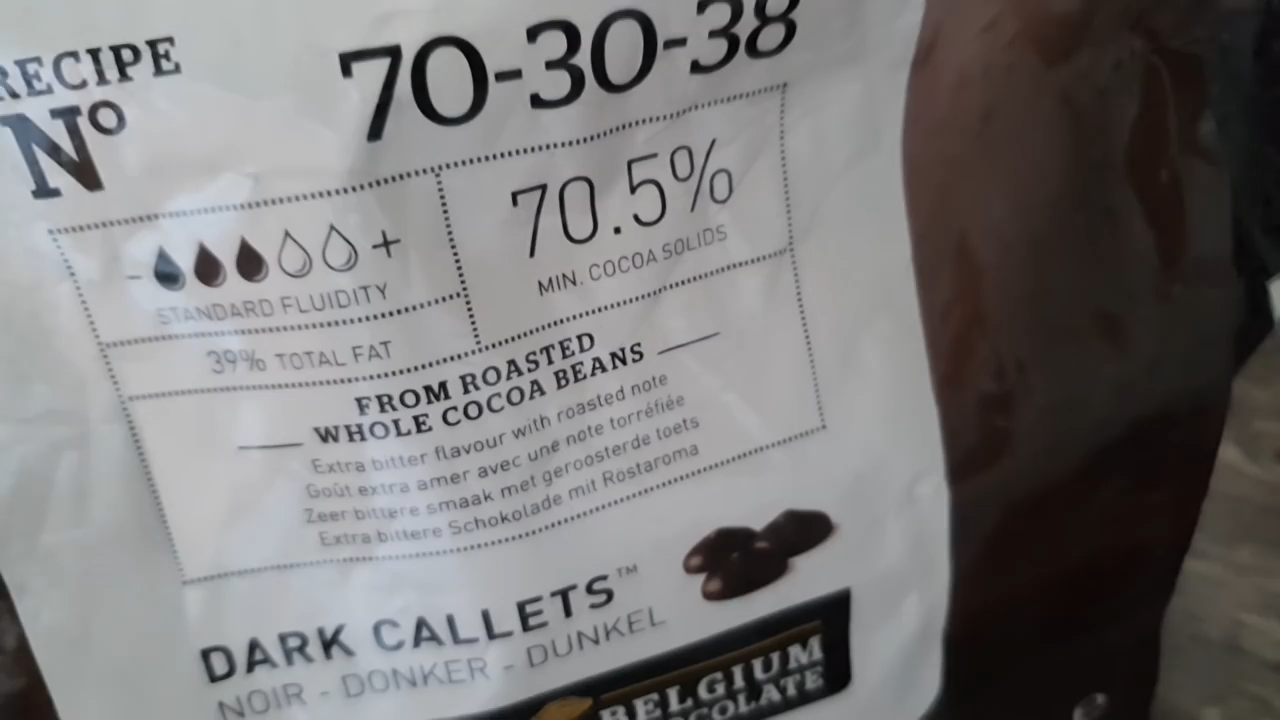 RECIPE
Nº
70-30-38
- +
STANDARD FLUIDITY
39% TOTAL FAT
70.5%
MIN. COCOA SOLIDS
FROM ROASTED
WHOLE COCOA BEANS
Extra bitter flavour with roasted note
Goût extra amer avec une note torréfiée
Zeer bittere smaak met geroosterde toets
Extra bittere Schokolade mit Röstaroma
DARK CALLETS™
NOIR - DONKER - DUNKEL
BELGIUM